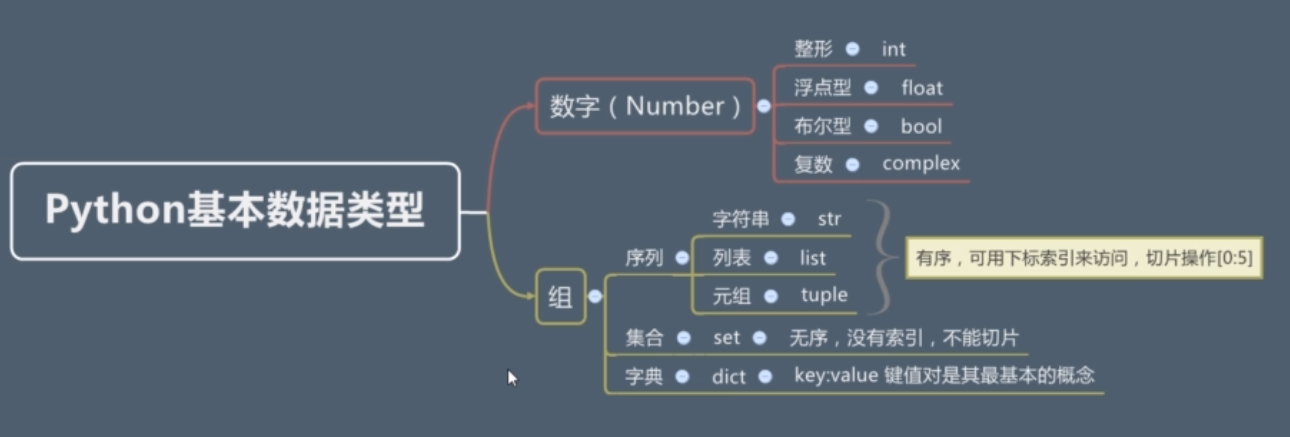 Python基本数据类型
数字（Number）
整形 int
浮点型 float
布尔型 bool
复数 complex
组
序列
字符串 str
列表 list
元组 tuple
有序，可用下标索引来访问，切片操作[0:5]
集合 set 无序，没有索引，不能切片
字典 dict key:value 键值对是其最基本的概念